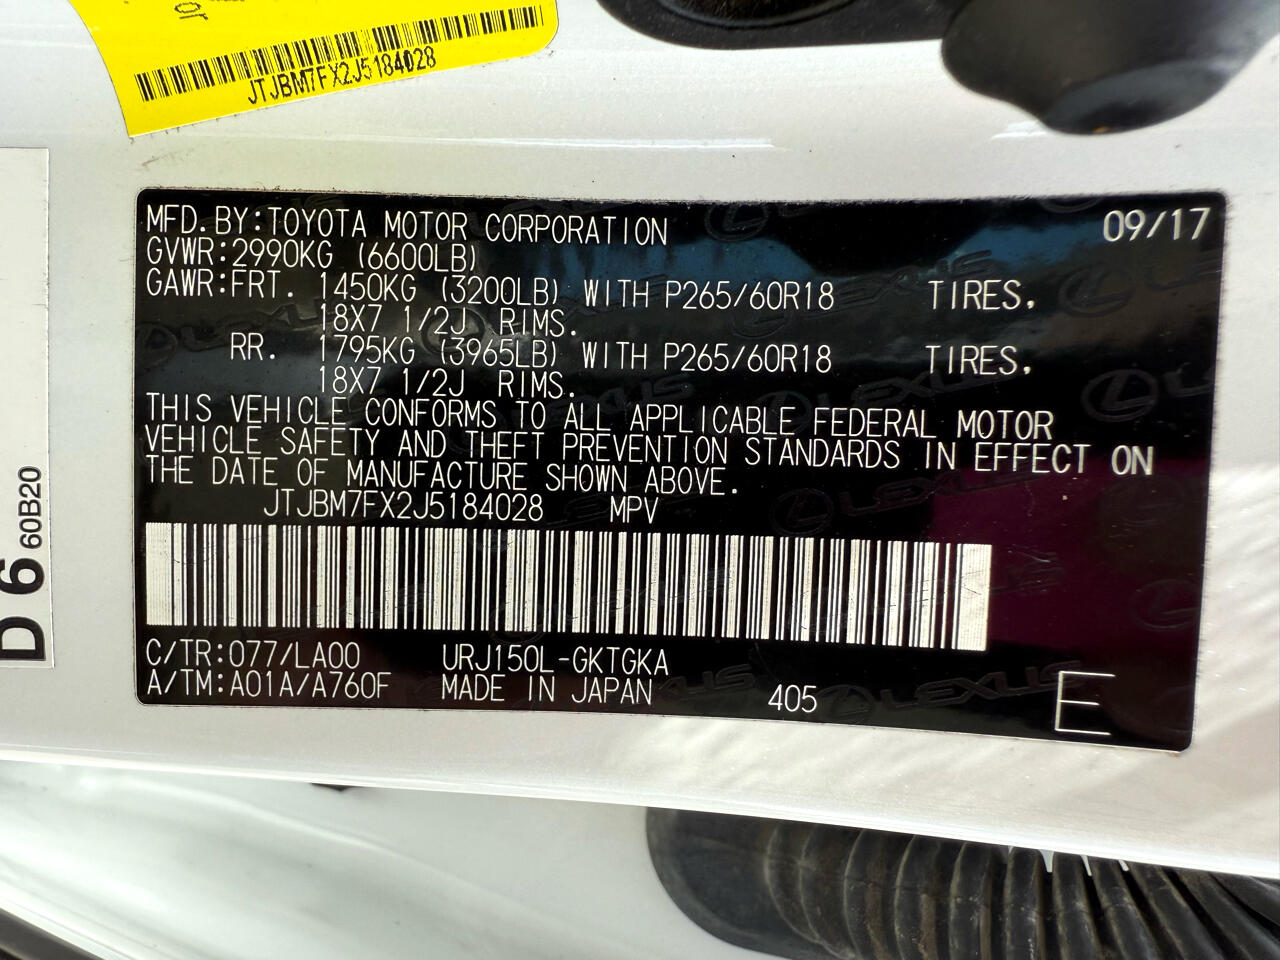 or
JTJBM7FX2J5184028
MFD.BY:TOYOTA MOTOR CORPORATION 09/17
GVWR:2990KG (6600LB)
GAWR:FRT. 1450KG (3200LB) WITH P265/60R18 TIRES,
18X7 1/2J RIMS.
RR. 1795KG (3965LB) WITH P265/60R18 TIRES,
18X7 1/2J RIMS.
THIS VEHICLE CONFORMS TO ALL APPLICABLE FEDERAL MOTOR
VEHICLE SAFETY AND THEFT PREVENTION STANDARDS IN EFFECT ON
THE DATE OF MANUFACTURE SHOWN ABOVE.
JTJBM7FX2J5184028 MPV
C/TR:077/LA00 URJ150L-GKTGKA
A/TM:A01A/A760F MADE IN JAPAN 405 E
LEXUS
D 6
60B20